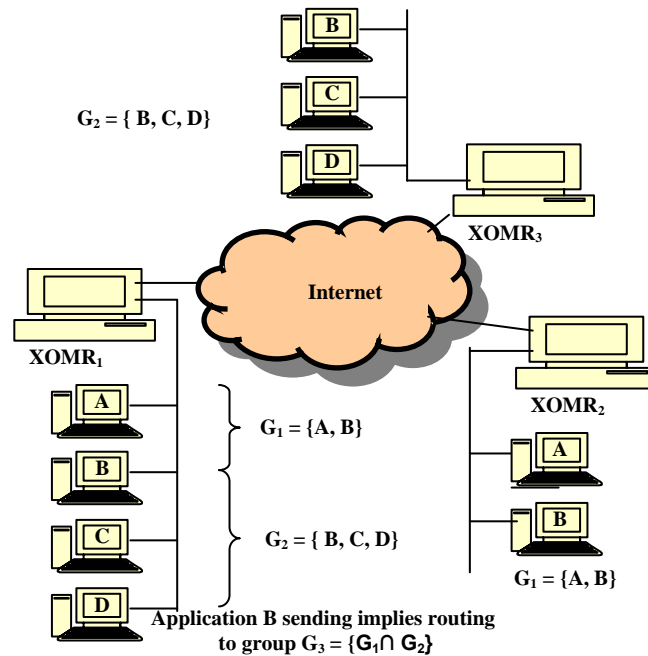 B
C
G₂ = { B, C, D}
D
XOMR₃
Internet
XOMR₁
XOMR₂
A
G₁ = {A, B}
B
A
C
G₂ = { B, C, D}
B
G₁ = {A, B}
D
Application B sending implies routing
to group G₃ = {G₁∩ G₂}